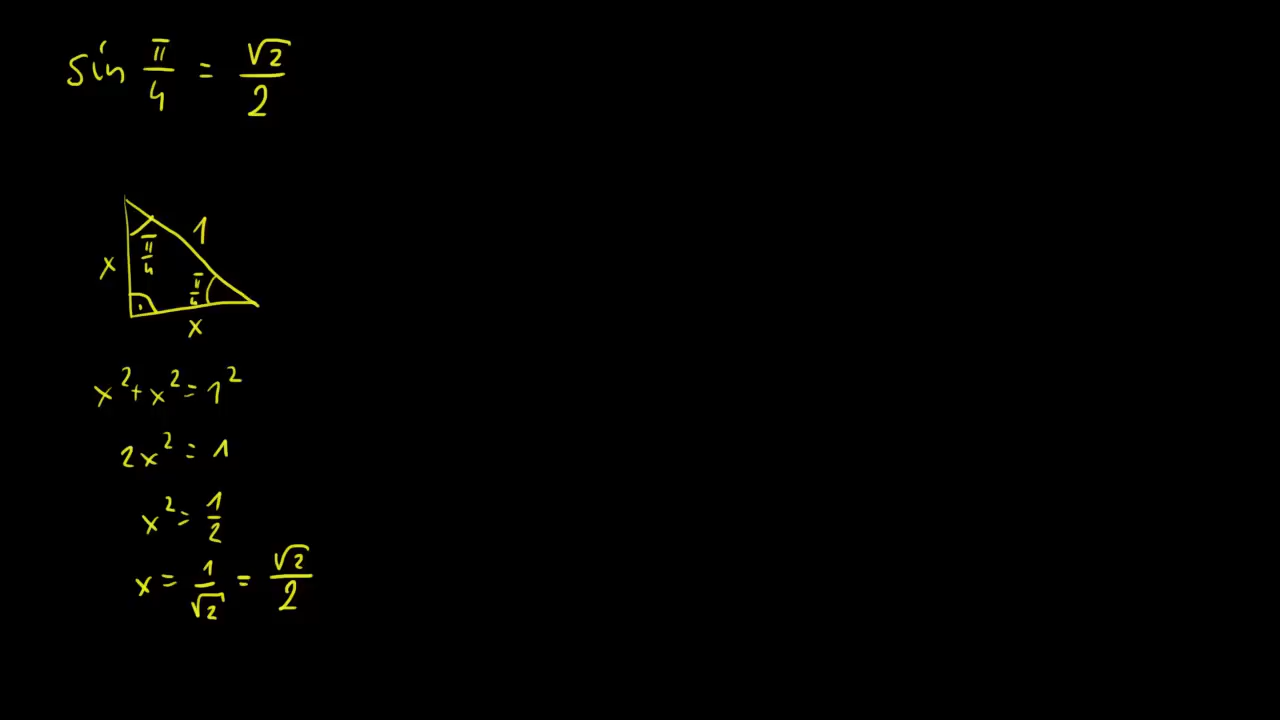 sin π/4 = √2/2
1
π/4
x
π/4
x
x²+x²=1²
2x²=1
x²=1/2
x=1/√2=√2/2